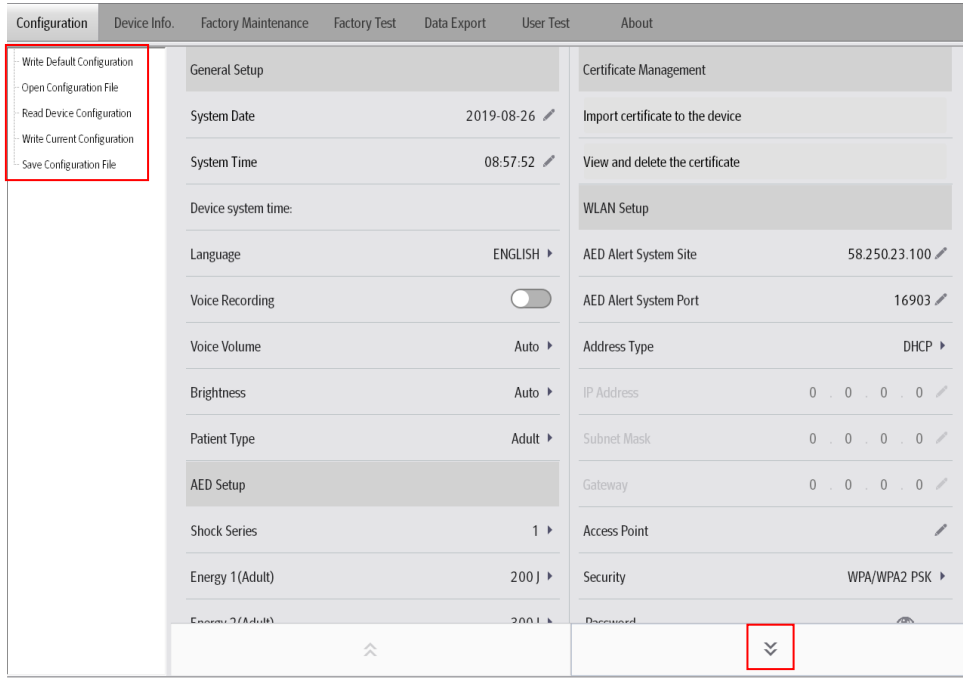 Configuration Device Info. Factory Maintenance Factory Test Data Export User Test About
Write Default Configuration
Open Configuration File
Read Device Configuration
Write Current Configuration
Save Configuration File
General Setup
System Date 2019-08-26
System Time 08:57:52
Device system time:
Language ENGLISH
Voice Recording
Voice Volume Auto
Brightness Auto
Patient Type Adult
AED Setup
Shock Series 1
Energy 1(Adult) 200 J
Energy 2(Adult) 300 J
Certificate Management
Import certificate to the device
View and delete the certificate
WLAN Setup
AED Alert System Site 58.250.23.100
AED Alert System Port 16903
Address Type DHCP
IP Address 0 . 0 . 0 . 0
Subnet Mask 0 . 0 . 0 . 0
Gateway 0 . 0 . 0 . 0
Access Point
Security WPA/WPA2 PSK
Password